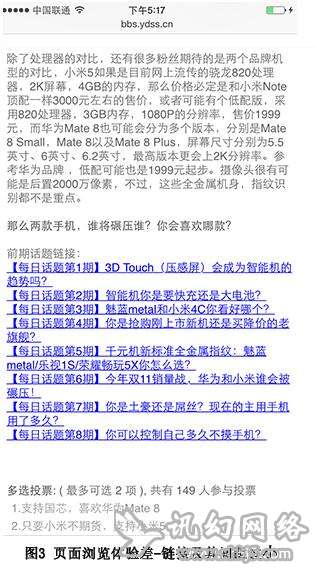 中国联通 下午5:17
bbs.ydss.cn
除了处理器的对比，还有很多粉丝期待的是两个品牌机
型的对比，小米5如果是目前网上流传的骁龙820处理
器，2K屏幕，4GB的内存，那么价格必定是和小米Note
顶配一样3000元左右的售价，或者可能有个低配版，采
用820处理器，3GB内存，1080P的分辨率，售价1999
元，而华为Mate 8也可能会分为多个版本，分别是Mate
8 Small，Mate 8以及Mate 8 Plus，屏幕尺寸分别为5.5
英寸、6英寸、6.2英寸，最高版本更会上2K分辨率。参
考华为品牌 ，低配可能也是1999元起步。摄像头很有可
能是后置2000万像素，不过，这些全金属机身，指纹识
别都不是重点。
那么两款手机，谁将碾压谁？你会喜欢哪款？
前期话题链接：
【每日话题第1期】3D Touch（压感屏）会成为智能机的
趋势吗？
【每日话题第2期】智能机你是要快充还是大电池？
【每日话题第3期】魅蓝metal和小米4C你看好哪个？
【每日话题第4期】你是抢购刚上市新机还是买降价的老
旗舰？
【每日话题第5期】千元机新标准全金属指纹：魅蓝
metal/乐视1S/荣耀畅玩5X你怎么选？
【每日话题第6期】今年双11销量战，华为和小米谁会被
碾压！
【每日话题第7期】你是土豪还是屌丝？现在的主用手机
用了多久？
【每日话题第8期】你可以控制自己多久不摸手机？
多选投票: ( 最多可选 2 项 ), 共有 149 人参与投票
1.支持国芯，喜欢华为Mate 8
2.只要小米不期货，支持小米5
讯幻网络
图3 页面浏览体验差-链接表单间距太小